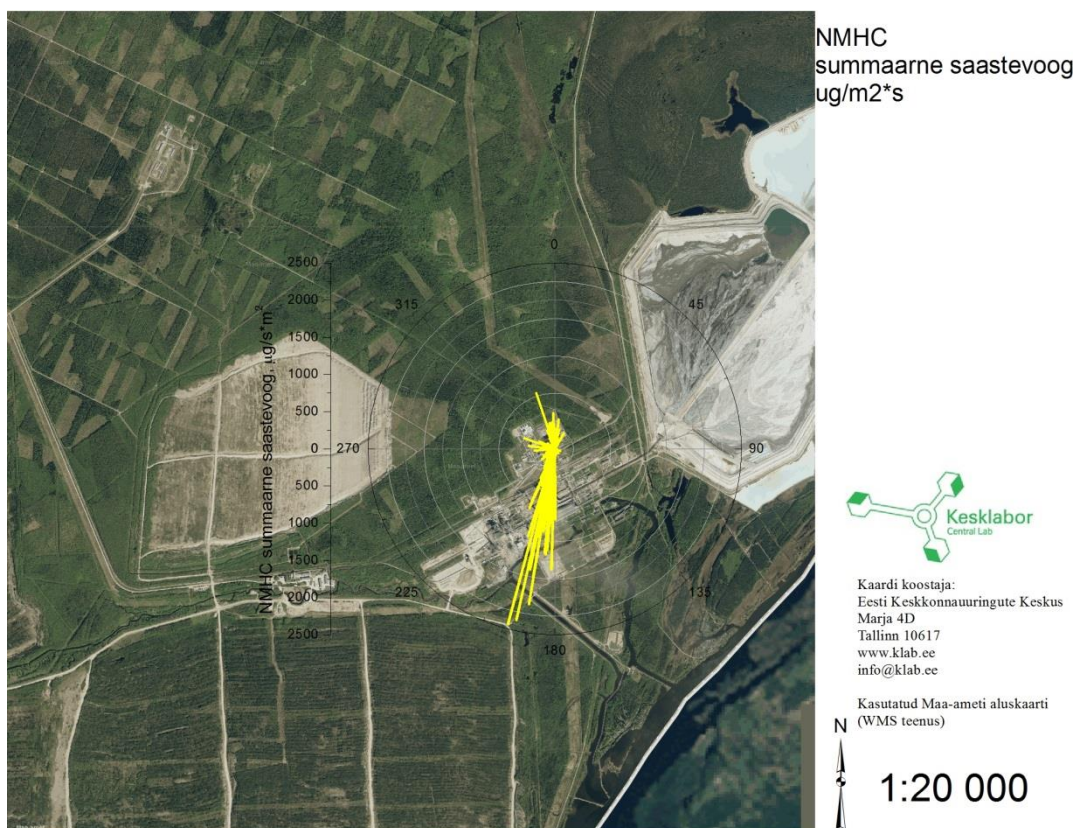 NMHC
summaarne saastevoog
ug/m2*s
NMHC summaarne saastevoog, ug/s*m²
2500
2000
1500
1000
500
0
500
1000
1500
2000
2500
0
45
90
135
180
225
270
315
Kesklabor
Central Lab
Kaardi koostaja:
Eesti Keskkonnauuringute Keskus
Marja 4D
Tallinn 10617
www.klab.ee
info@klab.ee
Kasutatud Maa-ameti aluskaarti
(WMS teenus)
N
1:20 000